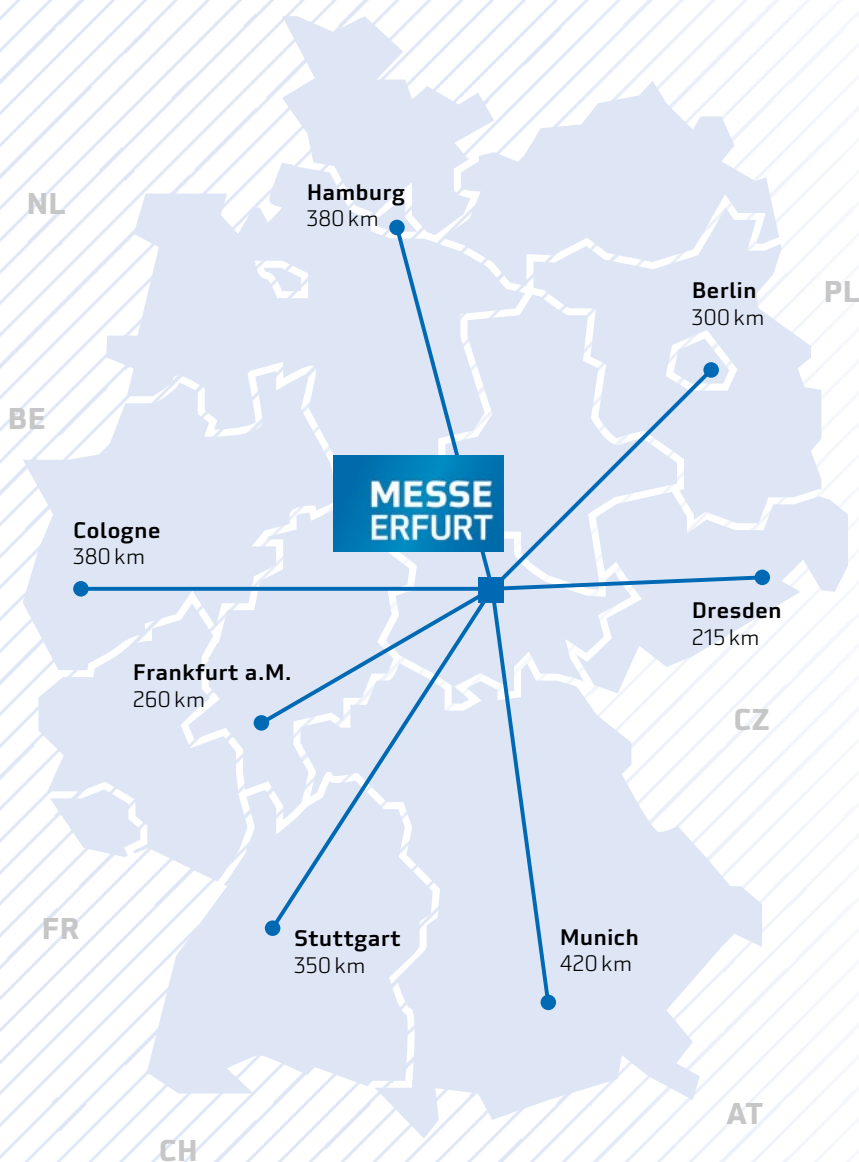 Hamburg
380 km
NL
Berlin
300 km
PL
BE
MESSE
ERFURT
Cologne
380 km
Dresden
215 km
Frankfurt a.M.
260 km
CZ
FR
Stuttgart
350 km
Munich
420 km
AT
CH